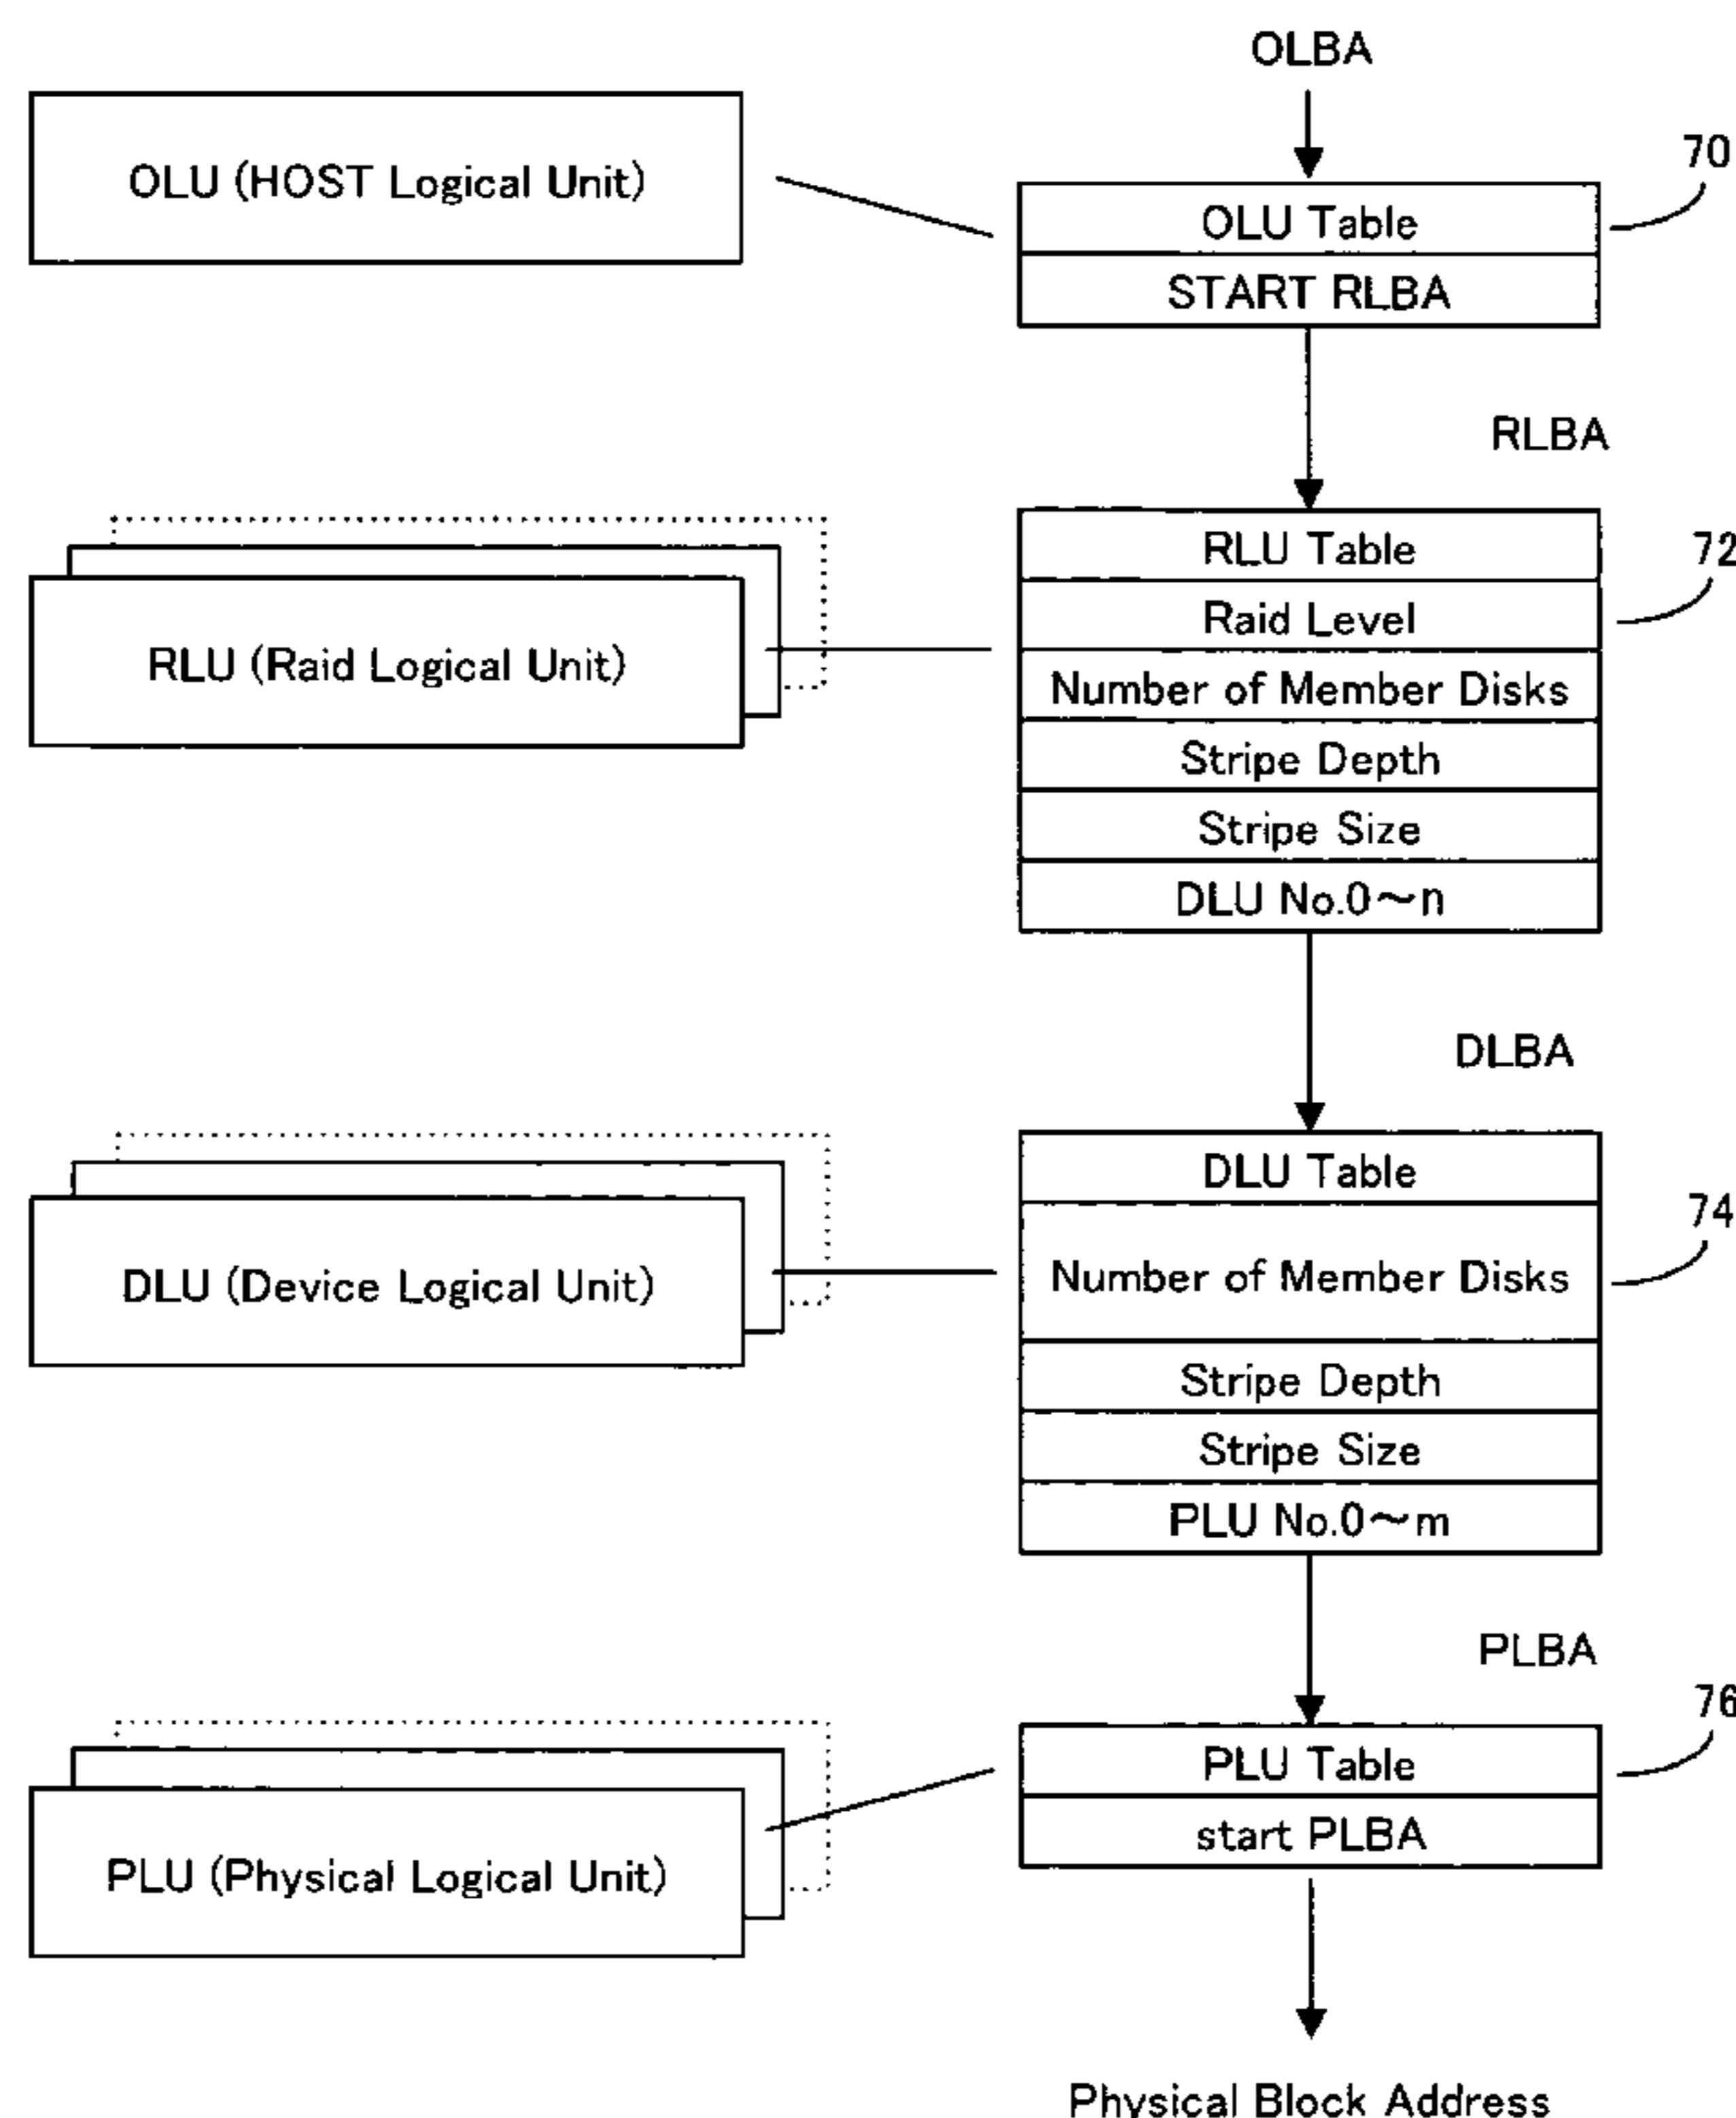 OLBA
OLU (HOST Logical Unit)
70
OLU Table
START RLBA
RLBA
RLU (Raid Logical Unit)
72
RLU Table
Raid Level
Number of Member Disks
Stripe Depth
Stripe Size
DLU No.0~n
DLBA
DLU (Device Logical Unit)
74
DLU Table
Number of Member Disks
Stripe Depth
Stripe Size
PLU No.0~m
PLBA
PLU (Physical Logical Unit)
76
PLU Table
start PLBA
Physical Block Address